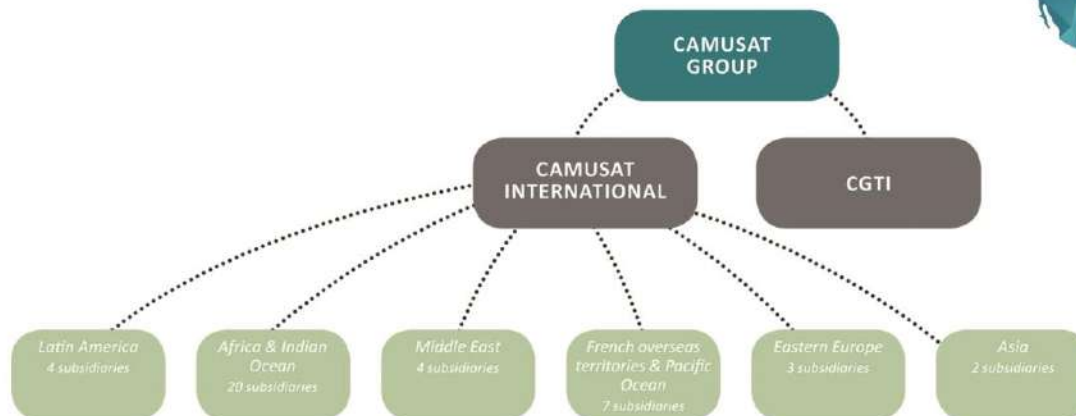 CAMUSAT
GROUP
CAMUSAT
INTERNATIONAL
CGTI
Latin America
4 subsidiaries
Africa & Indian
Ocean
20 subsidiaries
Middle East
4 subsidiaries
French overseas
territories & Pacific
Ocean
7 subsidiaries
Eastern Europe
3 subsidiaries
Asia
2 subsidiaries